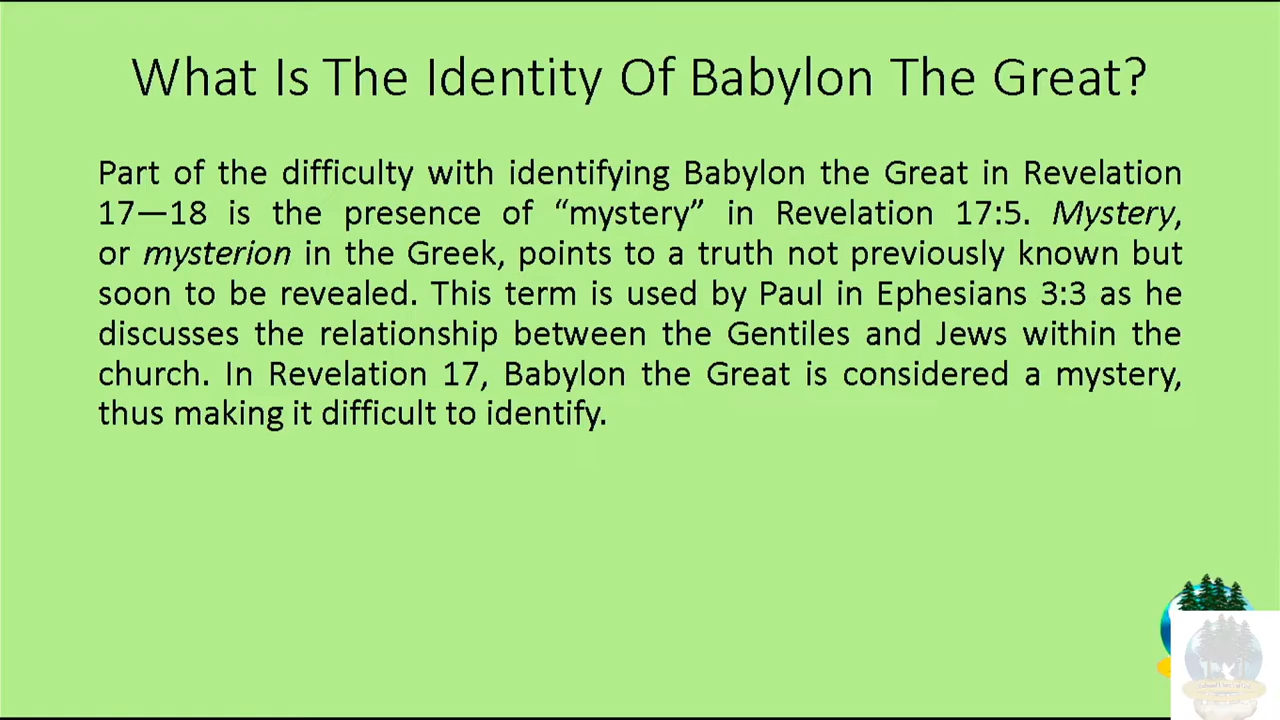 What Is The Identity Of Babylon The Great?
Part of the difficulty with identifying Babylon the Great in Revelation
17—18 is the presence of “mystery” in Revelation 17:5. Mystery,
or mysterion in the Greek, points to a truth not previously known but
soon to be revealed. This term is used by Paul in Ephesians 3:3 as he
discusses the relationship between the Gentiles and Jews within the
church. In Revelation 17, Babylon the Great is considered a mystery,
thus making it difficult to identify.